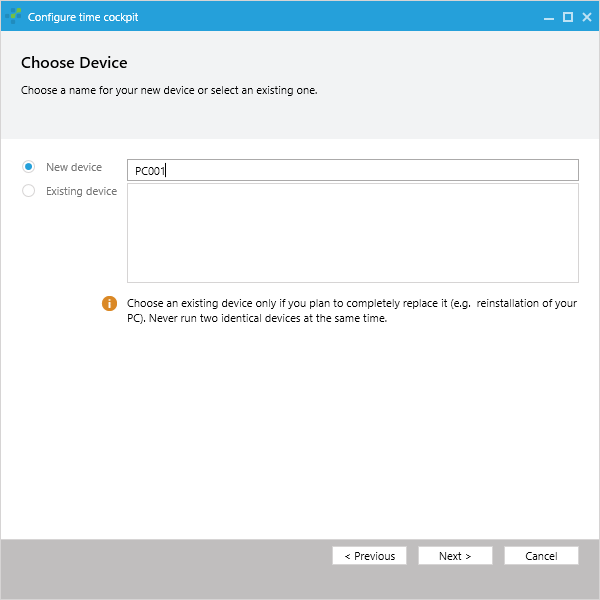 Configure time cockpit
Choose Device
Choose a name for your new device or select an existing one.
New device
PC001
Existing device
Choose an existing device only if you plan to completely replace it (e.g.  reinstallation of your
PC). Never run two identical devices at the same time.
< Previous
Next >
Cancel